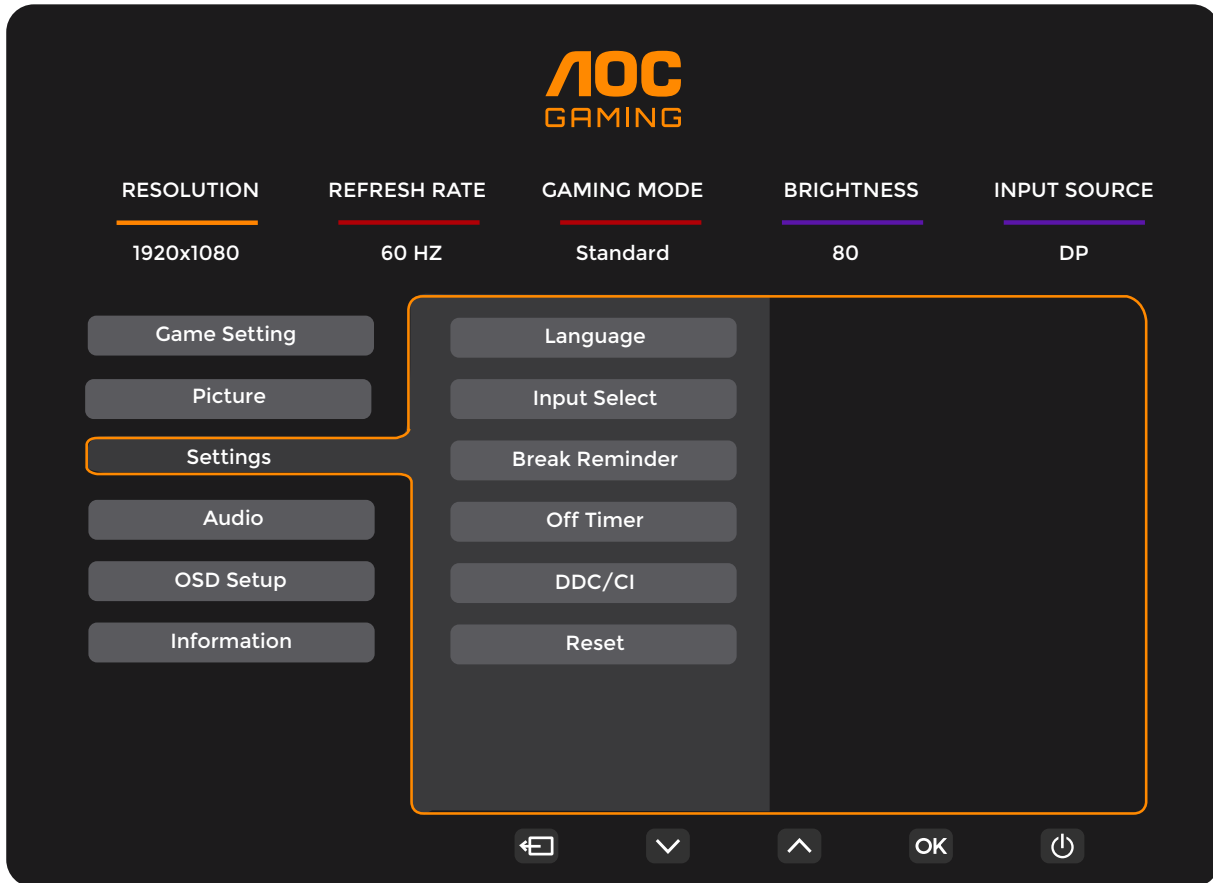 AOC
GAMING
RESOLUTION REFRESH RATE GAMING MODE BRIGHTNESS INPUT SOURCE
1920x1080 60 HZ Standard 80 DP
Game Setting
Picture
Settings
Audio
OSD Setup
Information
Language
Input Select
Break Reminder
Off Timer
DDC/CI
Reset
OK